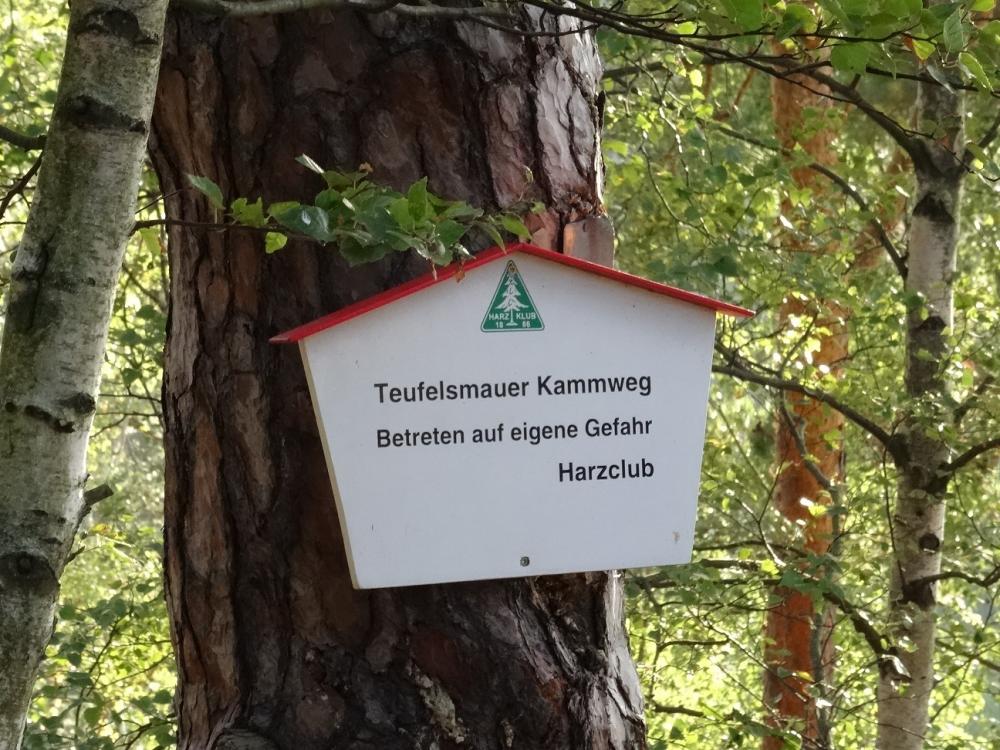 HARZ KLUB
18 86
Teufelsmauer Kammweg
Betreten auf eigene Gefahr
Harzclub